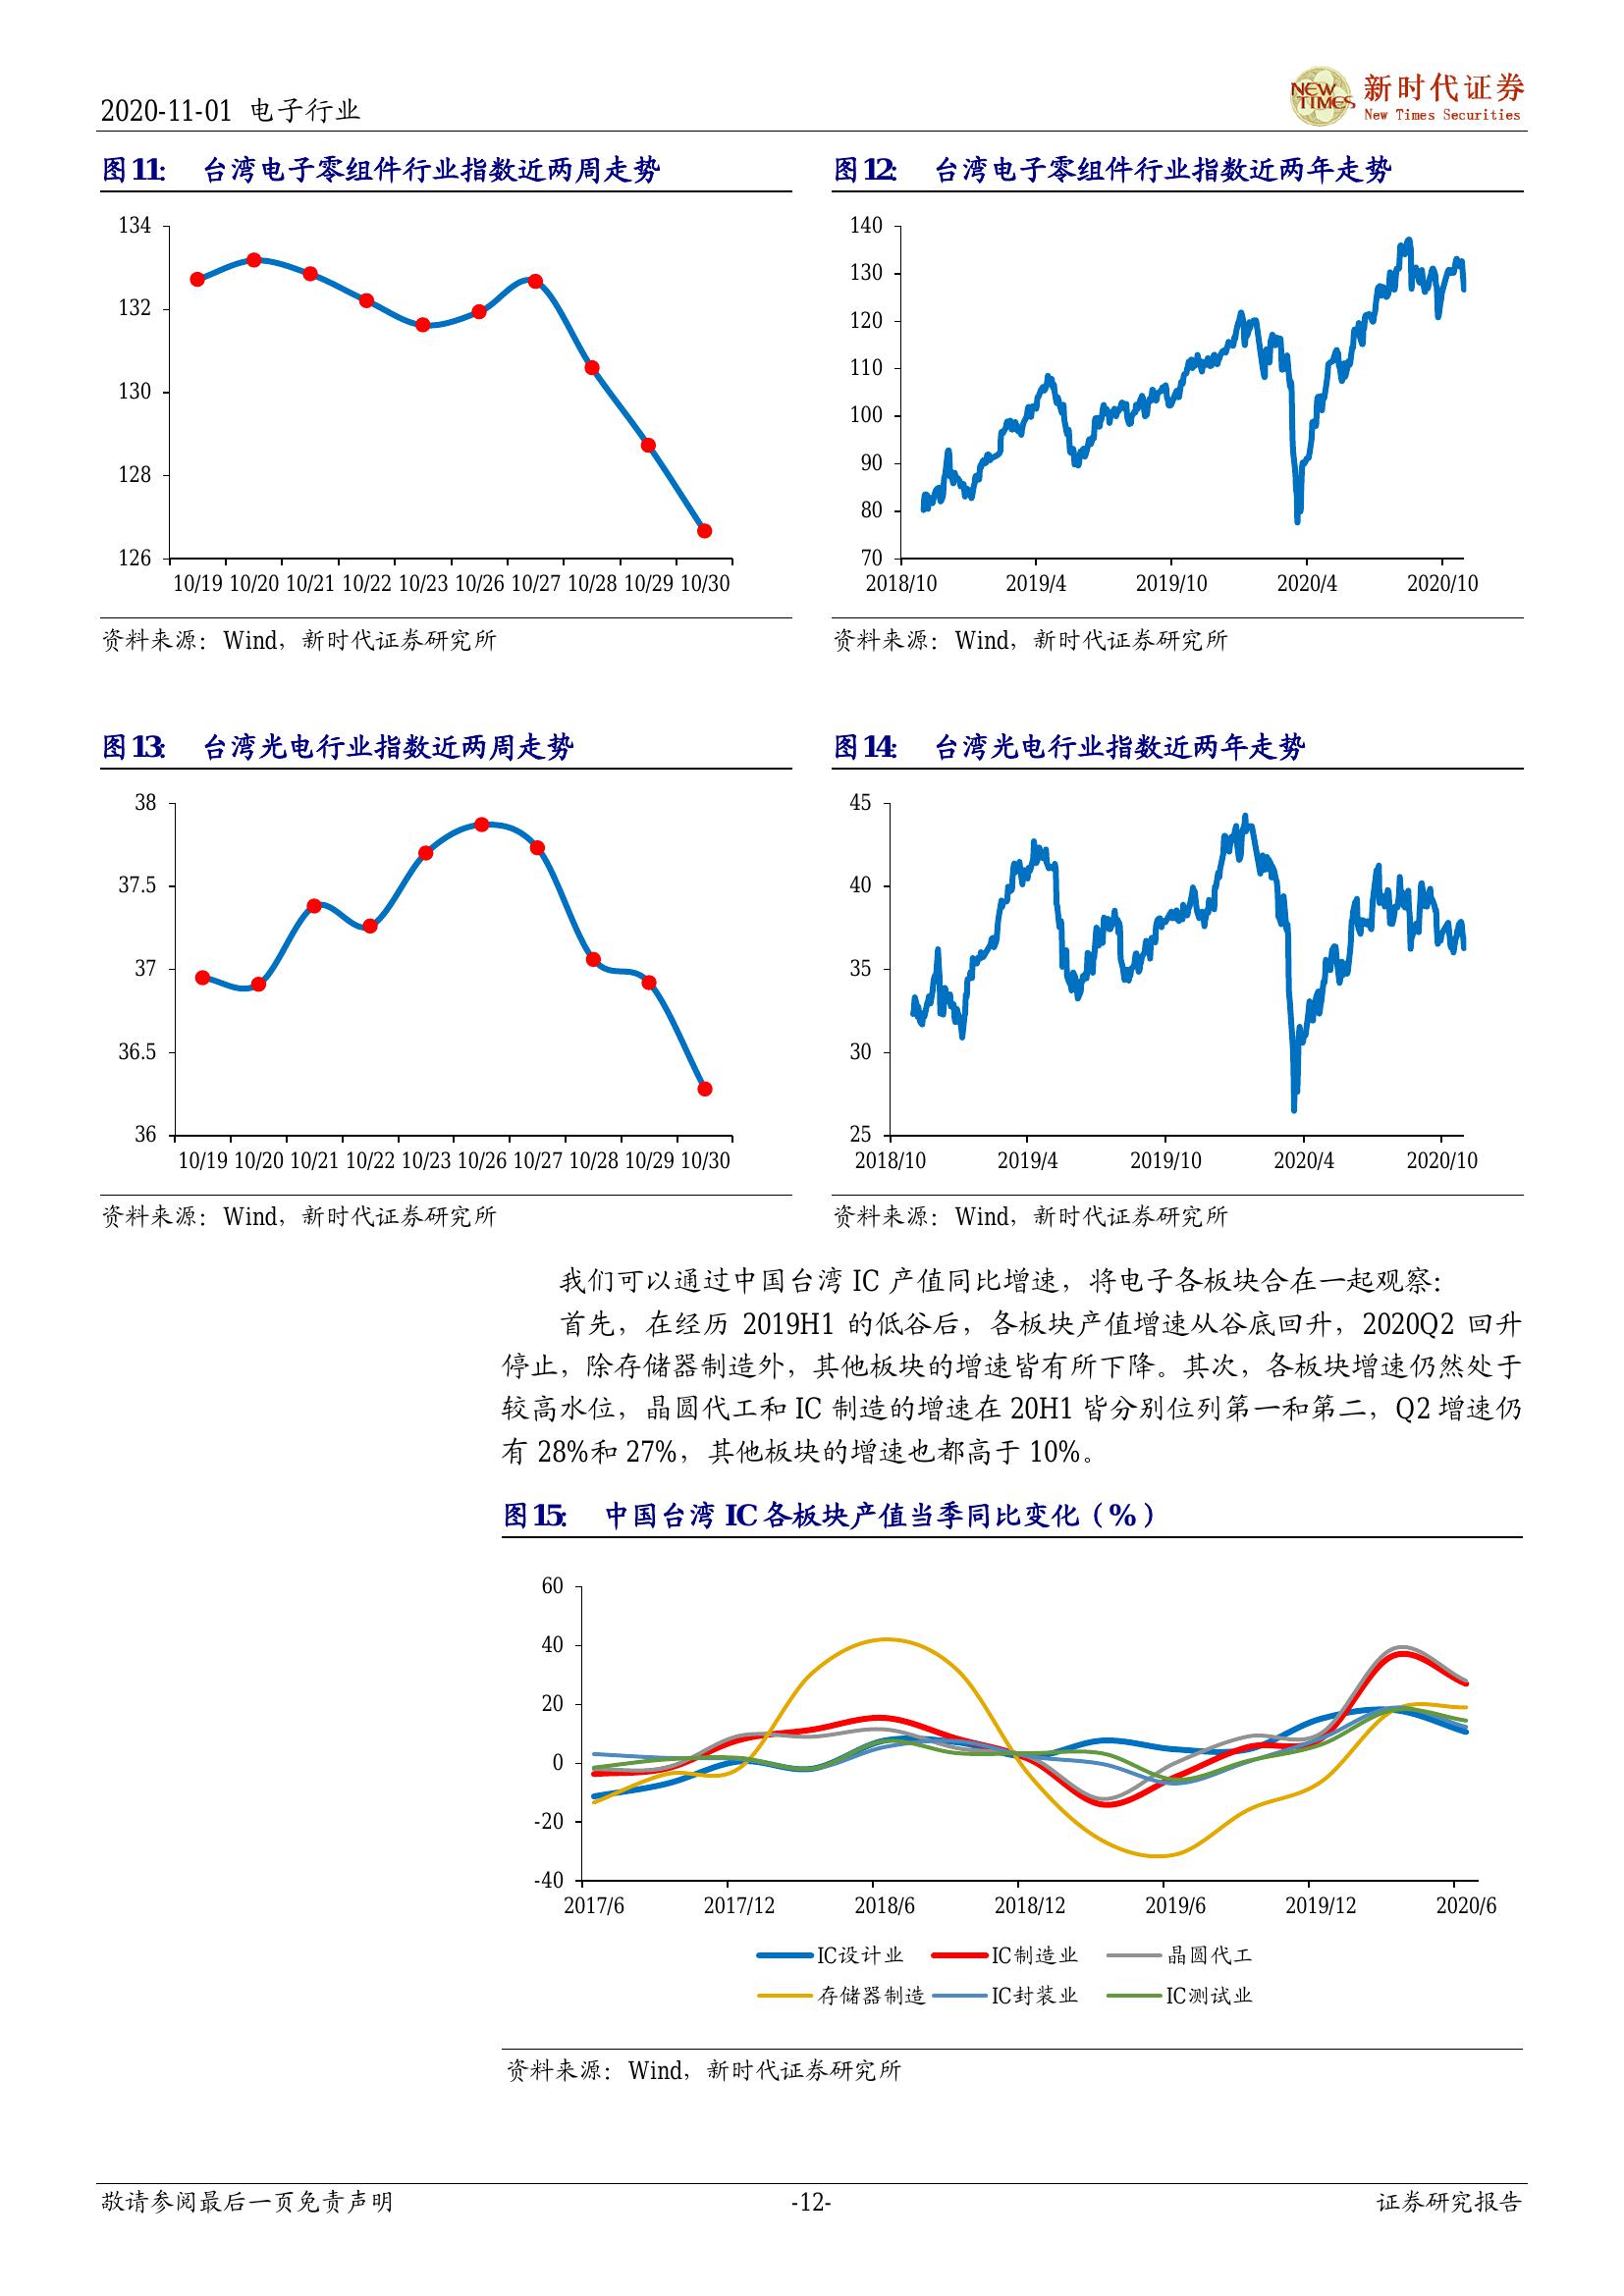 2020-11-01 电子行业
NEW TIMES
新时代证券
New Times Securities
图11: 台湾电子零组件行业指数近两周走势
134
132
130
128
126
10/19 10/20 10/21 10/22 10/23 10/26 10/27 10/28 10/29 10/30
资料来源：Wind，新时代证券研究所
图12: 台湾电子零组件行业指数近两年走势
140
130
120
110
100
90
80
70
2018/10 2019/4 2019/10 2020/4 2020/10
资料来源：Wind，新时代证券研究所
图13: 台湾光电行业指数近两周走势
38
37.5
37
36.5
36
10/19 10/20 10/21 10/22 10/23 10/26 10/27 10/28 10/29 10/30
资料来源：Wind，新时代证券研究所
图14: 台湾光电行业指数近两年走势
45
40
35
30
25
2018/10 2019/4 2019/10 2020/4 2020/10
资料来源：Wind，新时代证券研究所
我们可以通过中国台湾 IC 产值同比增速，将电子各板块合在一起观察：
首先，在经历 2019H1 的低谷后，各板块产值增速从谷底回升，2020Q2 回升
停止，除存储器制造外，其他板块的增速皆有所下降。其次，各板块增速仍然处于
较高水位，晶圆代工和 IC 制造的增速在 20H1 皆分别位列第一和第二，Q2 增速仍
有 28%和 27%，其他板块的增速也都高于 10%。
图15: 中国台湾 IC 各板块产值当季同比变化（%）
60
40
20
0
-20
-40
2017/6 2017/12 2018/6 2018/12 2019/6 2019/12 2020/6
IC设计业 IC制造业 晶圆代工
存储器制造 IC封装业 IC测试业
资料来源：Wind，新时代证券研究所
敬请参阅最后一页免责声明 -12- 证券研究报告